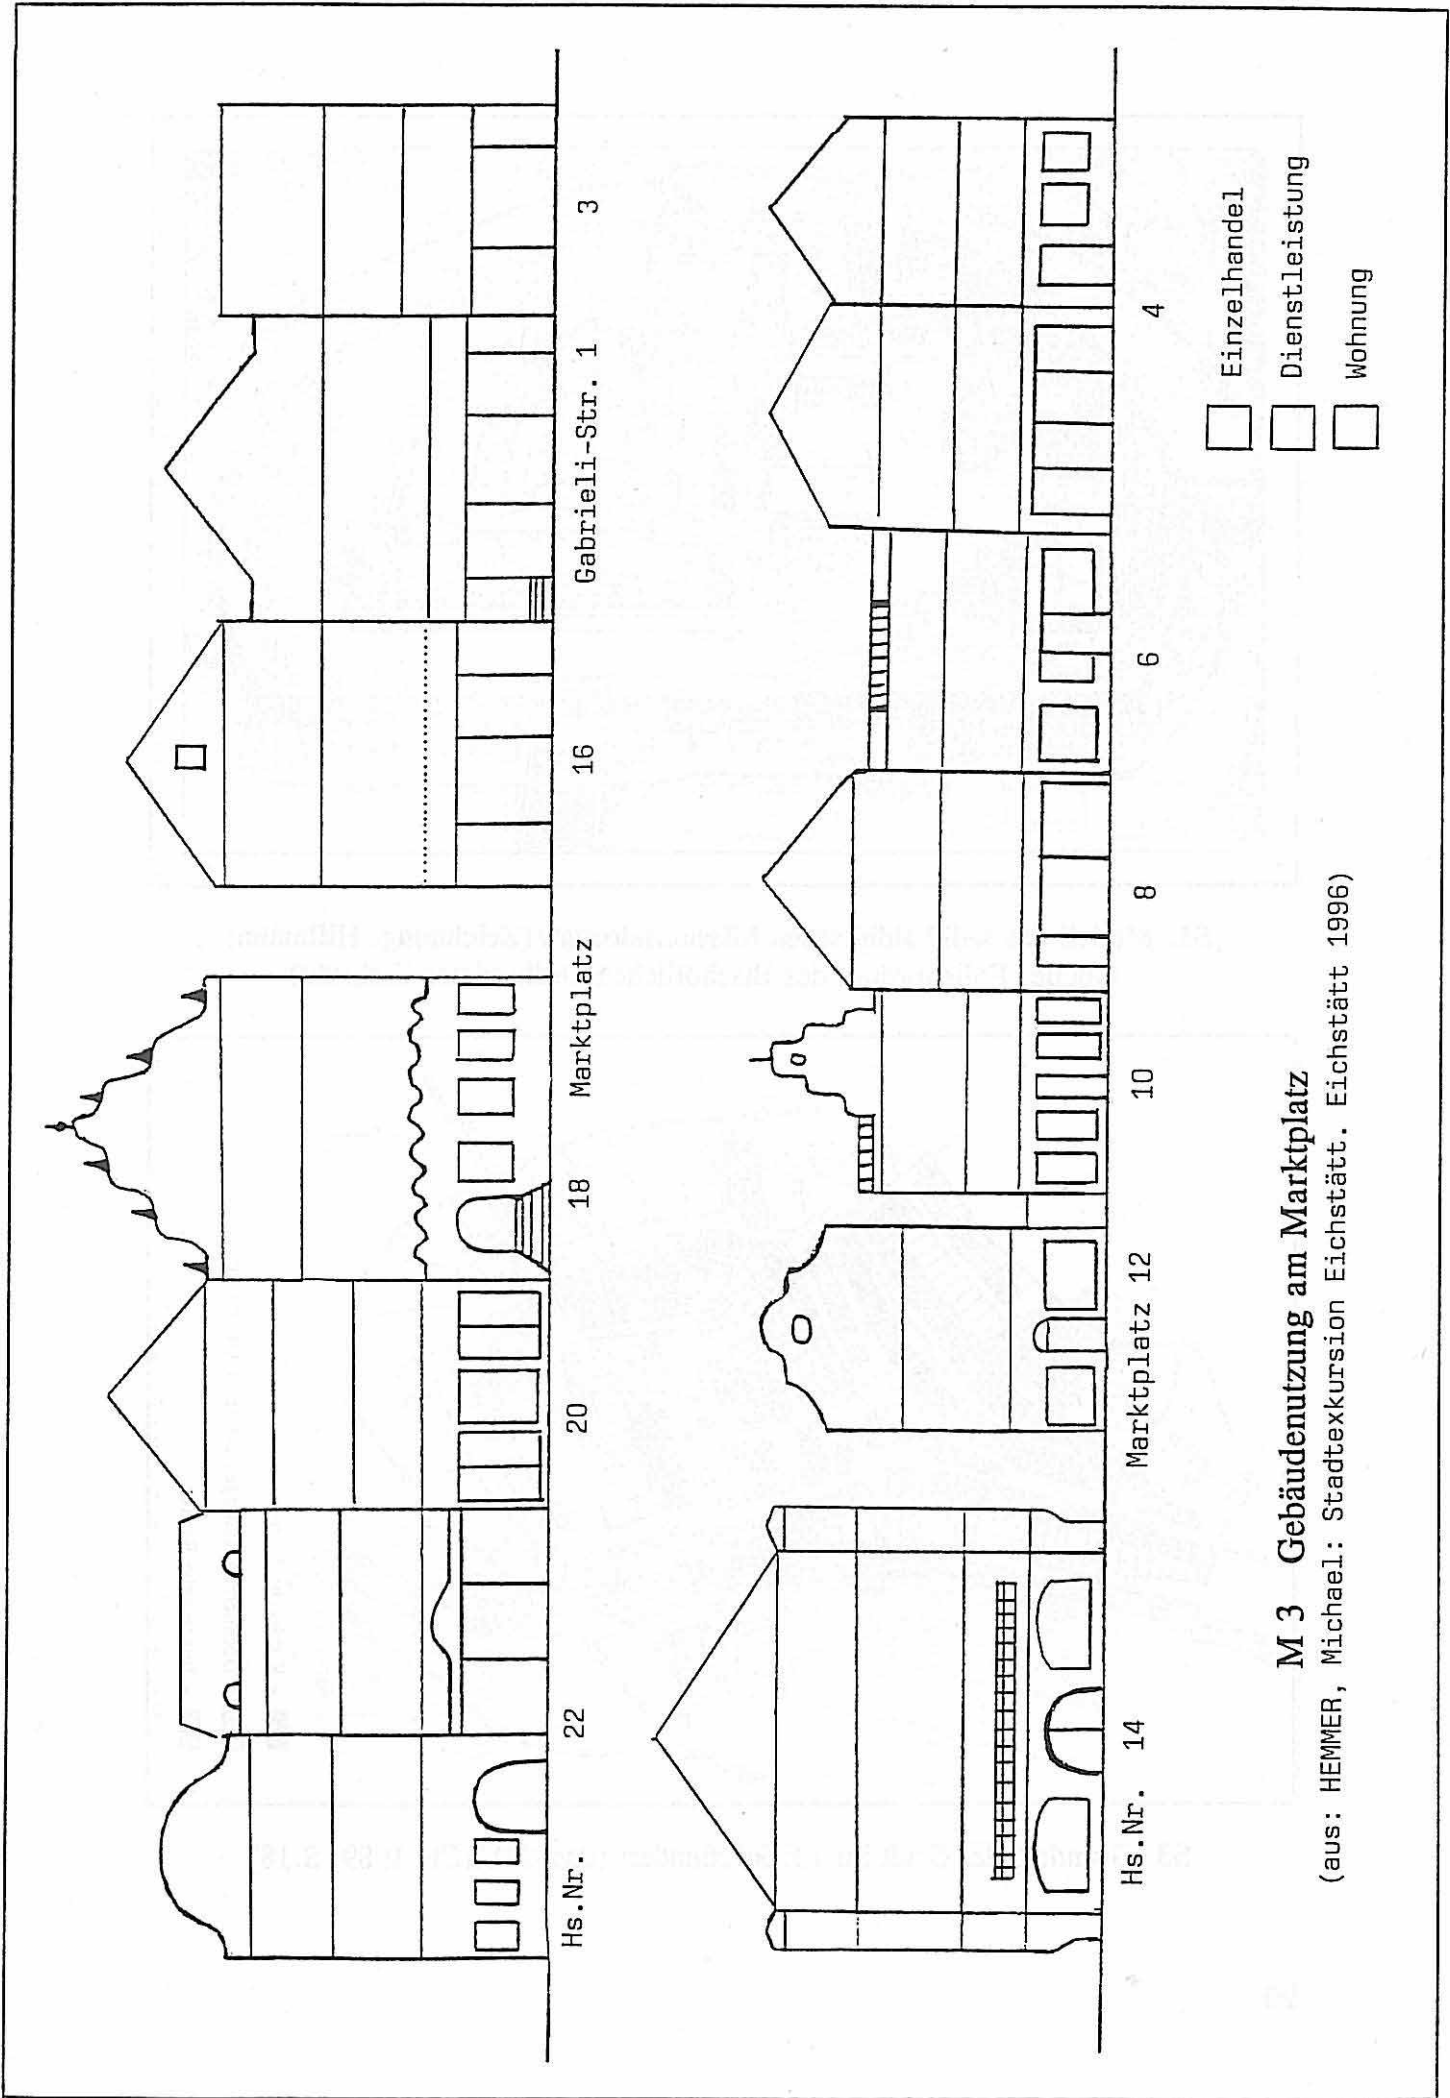 Hs.Nr. 22 20 18 Marktplatz 16 Gabrieli-Str. 1 3
Hs.Nr. 14 Marktplatz 12 10 8 6 4
Einzelhandel
Dienstleistung
Wohnung
M 3 Gebäudenutzung am Marktplatz
(aus: HEMMER, Michael: Stadtexkursion Eichstätt. Eichstätt 1996)